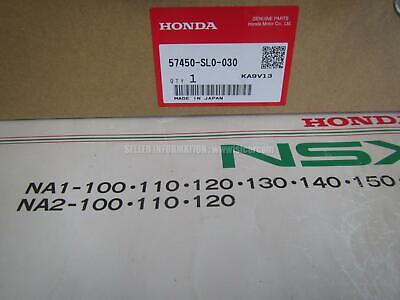 HONDA
GENUINE PARTS
Honda Motor Co., Ltd.
57450-SL0-030
QTY 1 KA9V13
MADE IN JAPAN
HONDA
NSX
NA1-100・110・120・130・140・150・
NA2-100・110・120